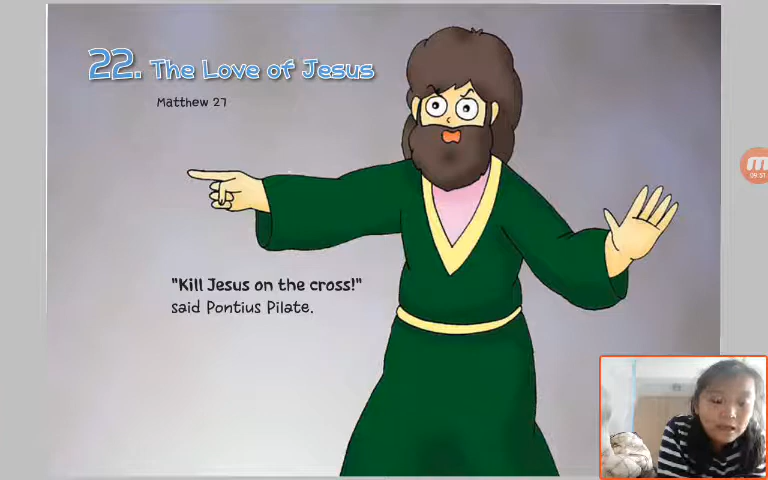 22. The Love of Jesus
Matthew 27
"Kill Jesus on the cross!"
said Pontius Pilate.